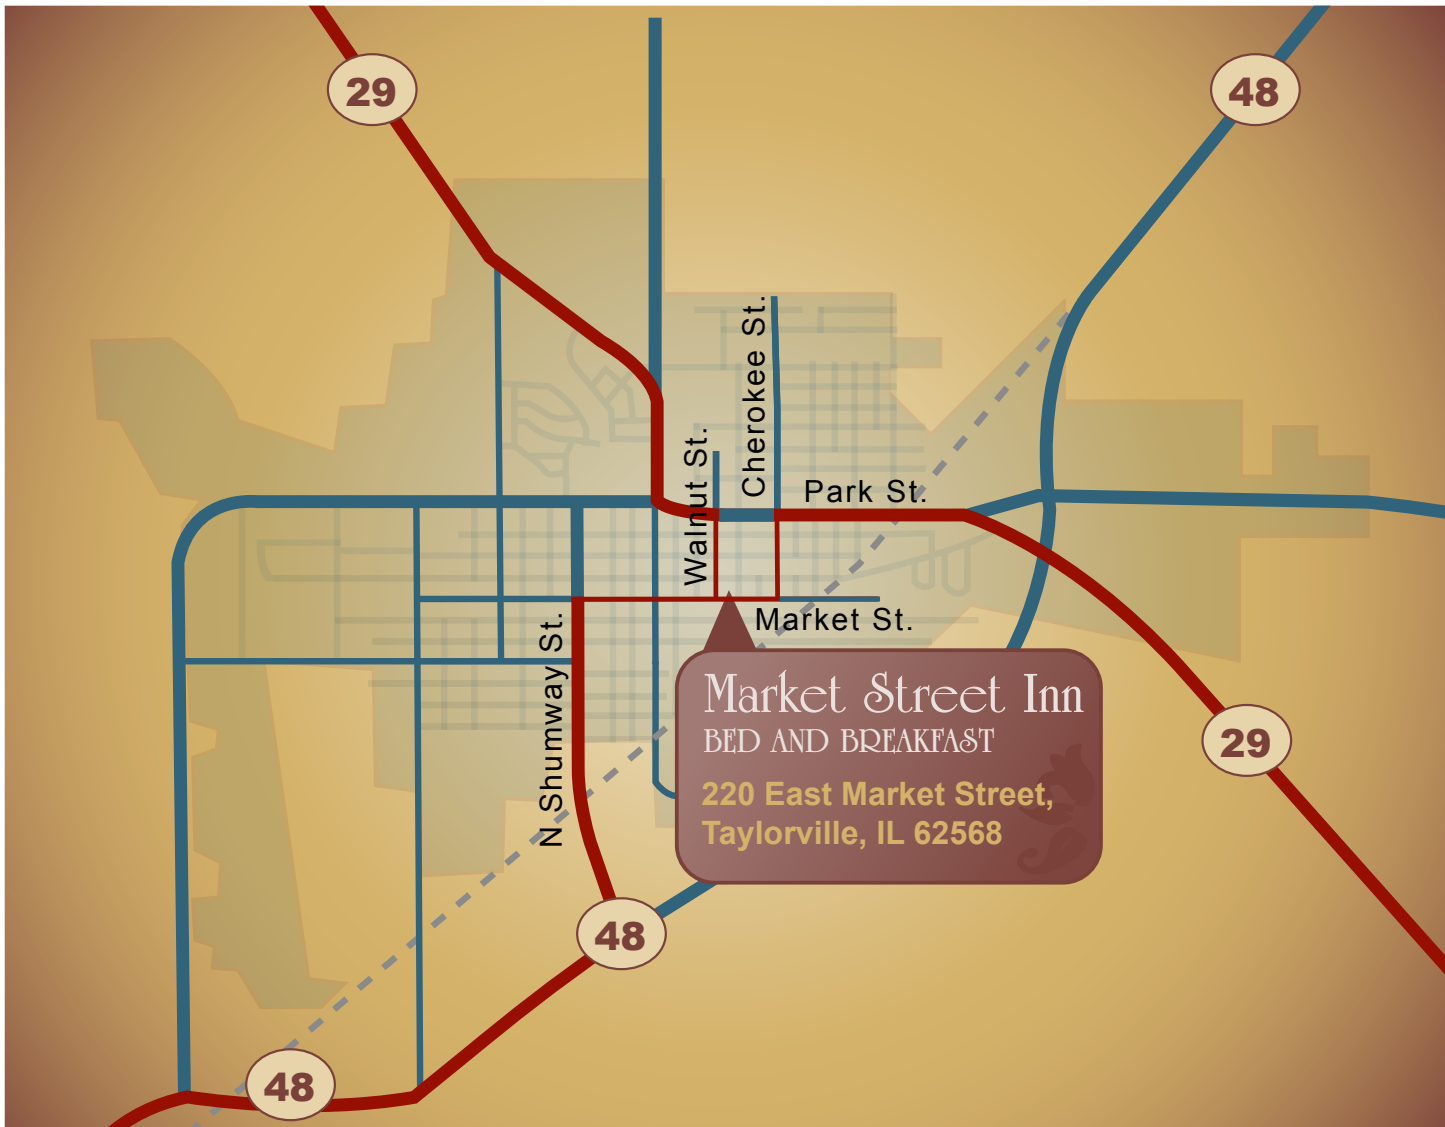 29
48
Cherokee St.
Walnut St.
Park St.
Market St.
N Shumway St.
Market Street Inn
BED AND BREAKFAST
220 East Market Street,
Taylorville, IL 62568
29
48
48